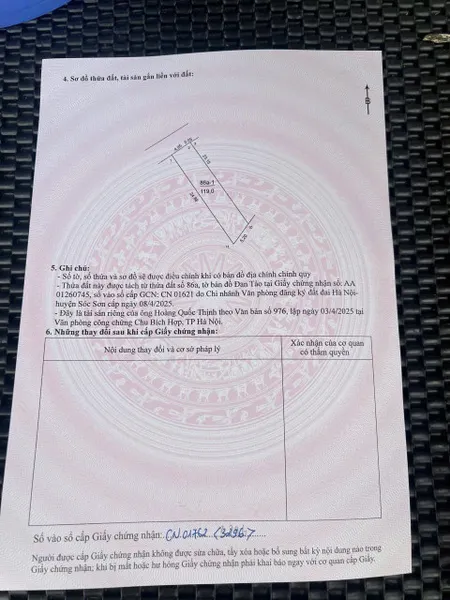 4. Sơ đồ thửa đất, tài sản gắn liền với đất:
B
86a-1
119,0
24,98
5,20
5. Ghi chú:
- Số tờ, số thửa và sơ đồ sẽ được điều chỉnh khi có bản đồ địa chính chính quy
- Thửa đất này được tách từ thửa đất số 86a, tờ bản đồ Đan Tảo tại Giấy chứng nhận số: AA
01260745, số vào sổ cấp GCN: CN 01621 do Chi nhánh Văn phòng đăng ký đất đai Hà Nội-
huyện Sóc Sơn cấp ngày 08/4/2025.
- Đây là tài sản riêng của ông Hoàng Quốc Thịnh theo Văn bản số 976, lập ngày 03/4/2025 tại
Văn phòng công chứng Chu Bích Hợp, TP Hà Nội.
6. Những thay đổi sau khi cấp Giấy chứng nhận:
Nội dung thay đổi và cơ sở pháp lý
Xác nhận của cơ quan
có thẩm quyền
Số vào sổ cấp Giấy chứng nhận: CN.01762 (3296)
Người được cấp Giấy chứng nhận không được sửa chữa, tẩy xóa hoặc bổ sung bất kỳ nội dung nào trong
Giấy chứng nhận; khi bị mất hoặc hư hỏng Giấy chứng nhận phải khai báo ngay với cơ quan cấp Giấy.